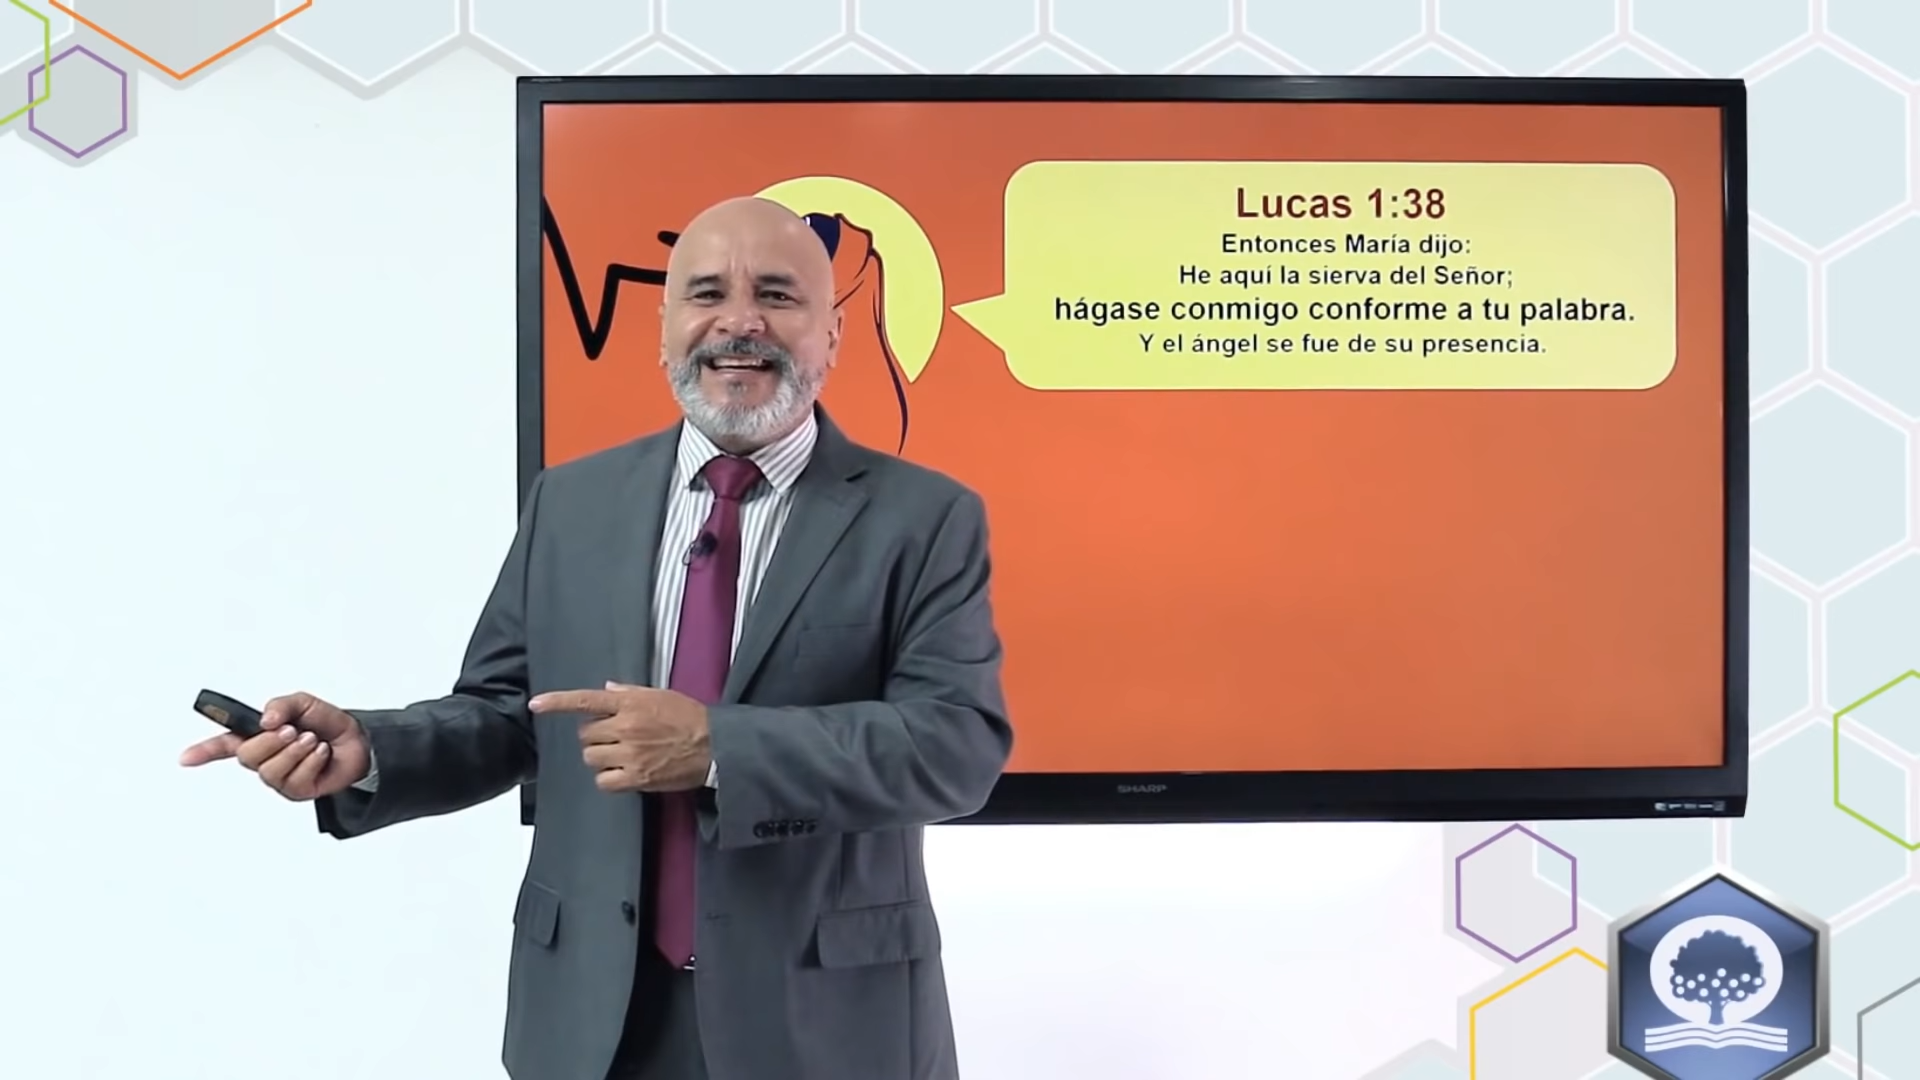 Lucas 1:38
Entonces María dijo:
He aquí la sierva del Señor;
hágase conmigo conforme a tu palabra.
Y el ángel se fue de su presencia.
SHARP